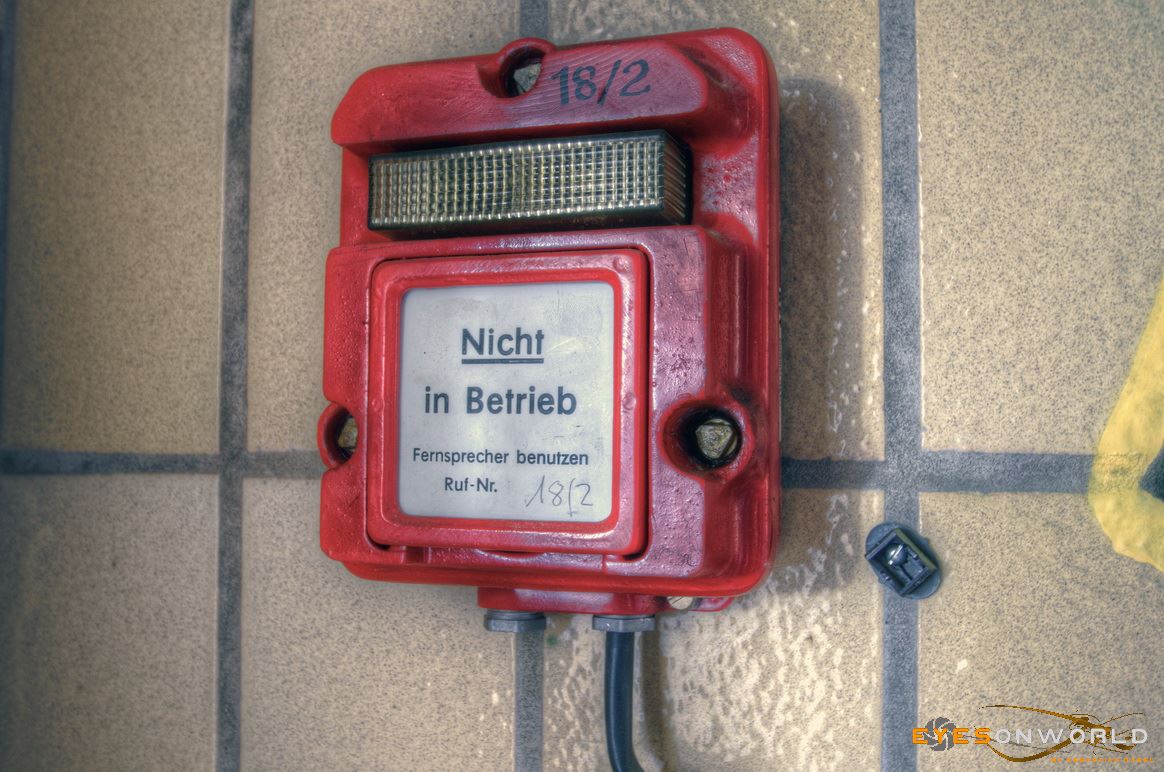 18/2
Nicht
in Betrieb
Fernsprecher benutzen
Ruf-Nr. 18/2
EYESONWORLD